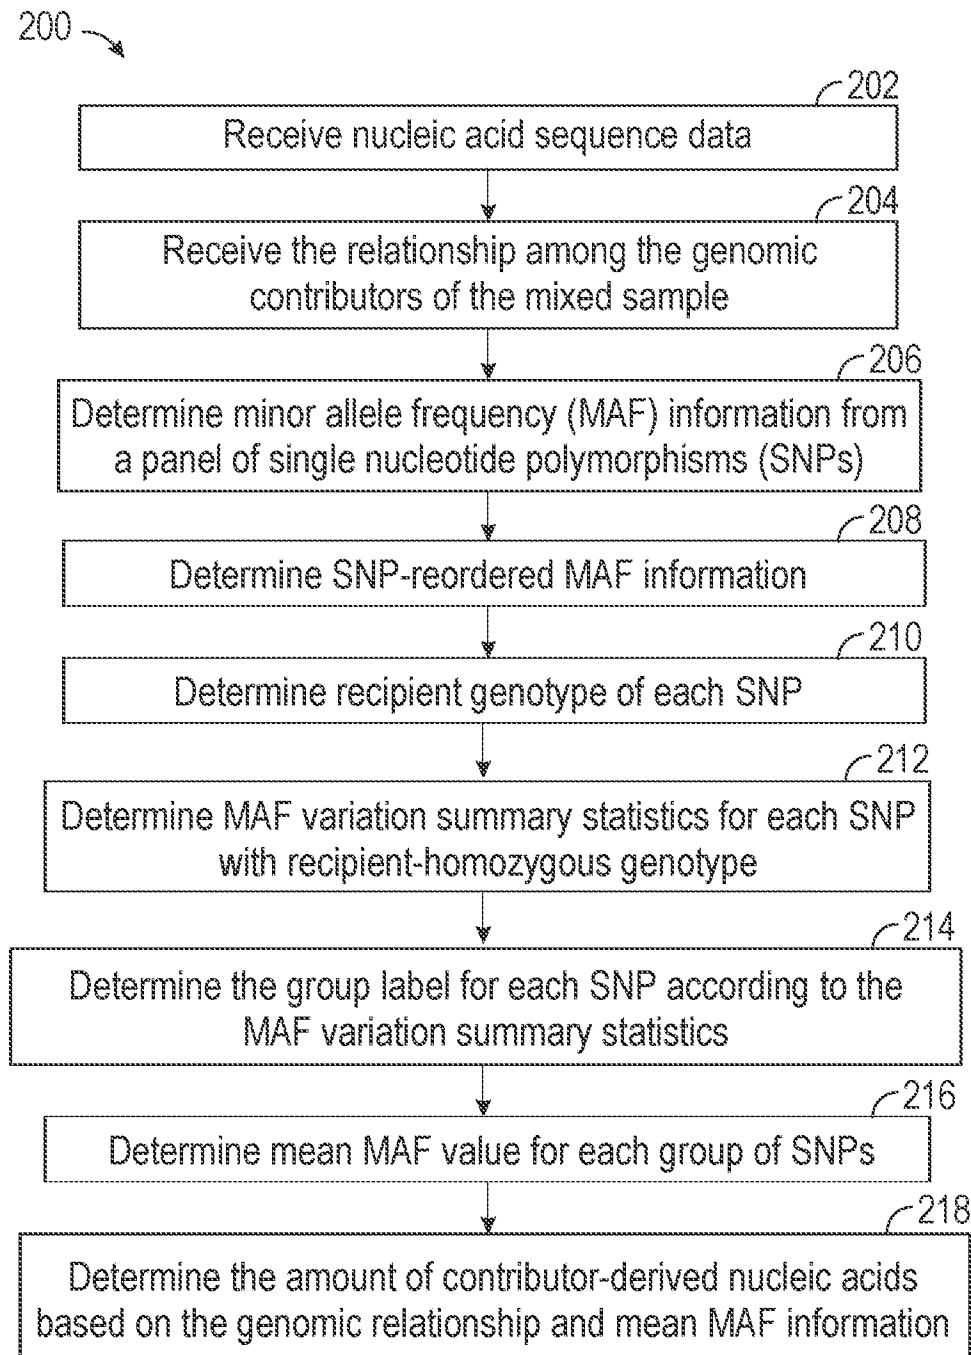 200
202
Receive nucleic acid sequence data
204
Receive the relationship among the genomic
contributors of the mixed sample
206
Determine minor allele frequency (MAF) information from
a panel of single nucleotide polymorphisms (SNPs)
208
Determine SNP-reordered MAF information
210
Determine recipient genotype of each SNP
212
Determine MAF variation summary statistics for each SNP
with recipient-homozygous genotype
214
Determine the group label for each SNP according to the
MAF variation summary statistics
216
Determine mean MAF value for each group of SNPs
218
Determine the amount of contributor-derived nucleic acids
based on the genomic relationship and mean MAF information